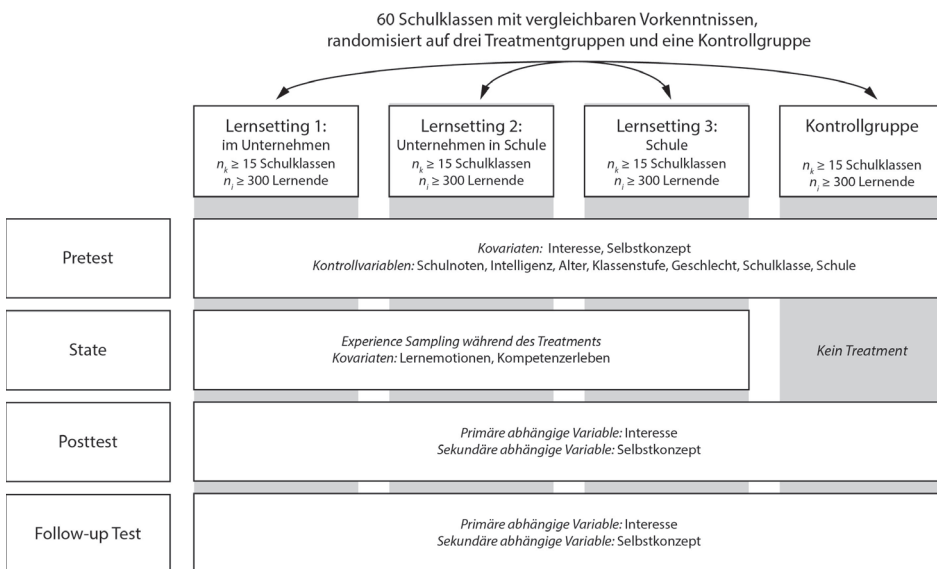 60 Schulklassen mit vergleichbaren Vorkenntnissen,
randomisiert auf drei Treatmentgruppen und eine Kontrollgruppe
Lernsetting 1:
im Unternehmen
nk ≥ 15 Schulklassen
ni ≥ 300 Lernende
Lernsetting 2:
Unternehmen in Schule
nk ≥ 15 Schulklassen
ni ≥ 300 Lernende
Lernsetting 3:
Schule
nk ≥ 15 Schulklassen
ni ≥ 300 Lernende
Kontrollgruppe
nk ≥ 15 Schulklassen
ni ≥ 300 Lernende
Pretest
Kovariaten: Interesse, Selbstkonzept
Kontrollvariablen: Schulnoten, Intelligenz, Alter, Klassenstufe, Geschlecht, Schulklasse, Schule
State
Experience Sampling während des Treatments
Kovariaten: Lernemotionen, Kompetenzerleben
Kein Treatment
Posttest
Primäre abhängige Variable: Interesse
Sekundäre abhängige Variable: Selbstkonzept
Follow-up Test
Primäre abhängige Variable: Interesse
Sekundäre abhängige Variable: Selbstkonzept